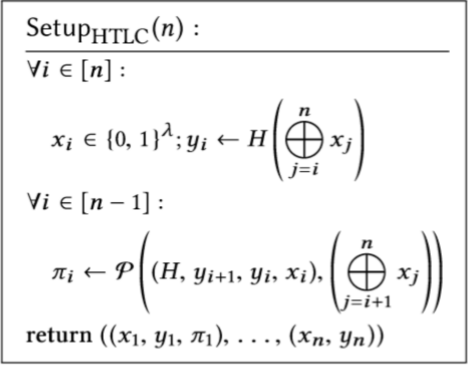 Setup_HTLC(n) :
∀i ∈ [n] :
x_i ∈ {0, 1}^λ; y_i ← H(⊕_{j=i}^{n} x_j)
∀i ∈ [n − 1] :
π_i ← P((H, y_{i+1}, y_i, x_i), (⊕_{j=i+1}^{n} x_j))
return ((x_1, y_1, π_1), . . . , (x_n, y_n))